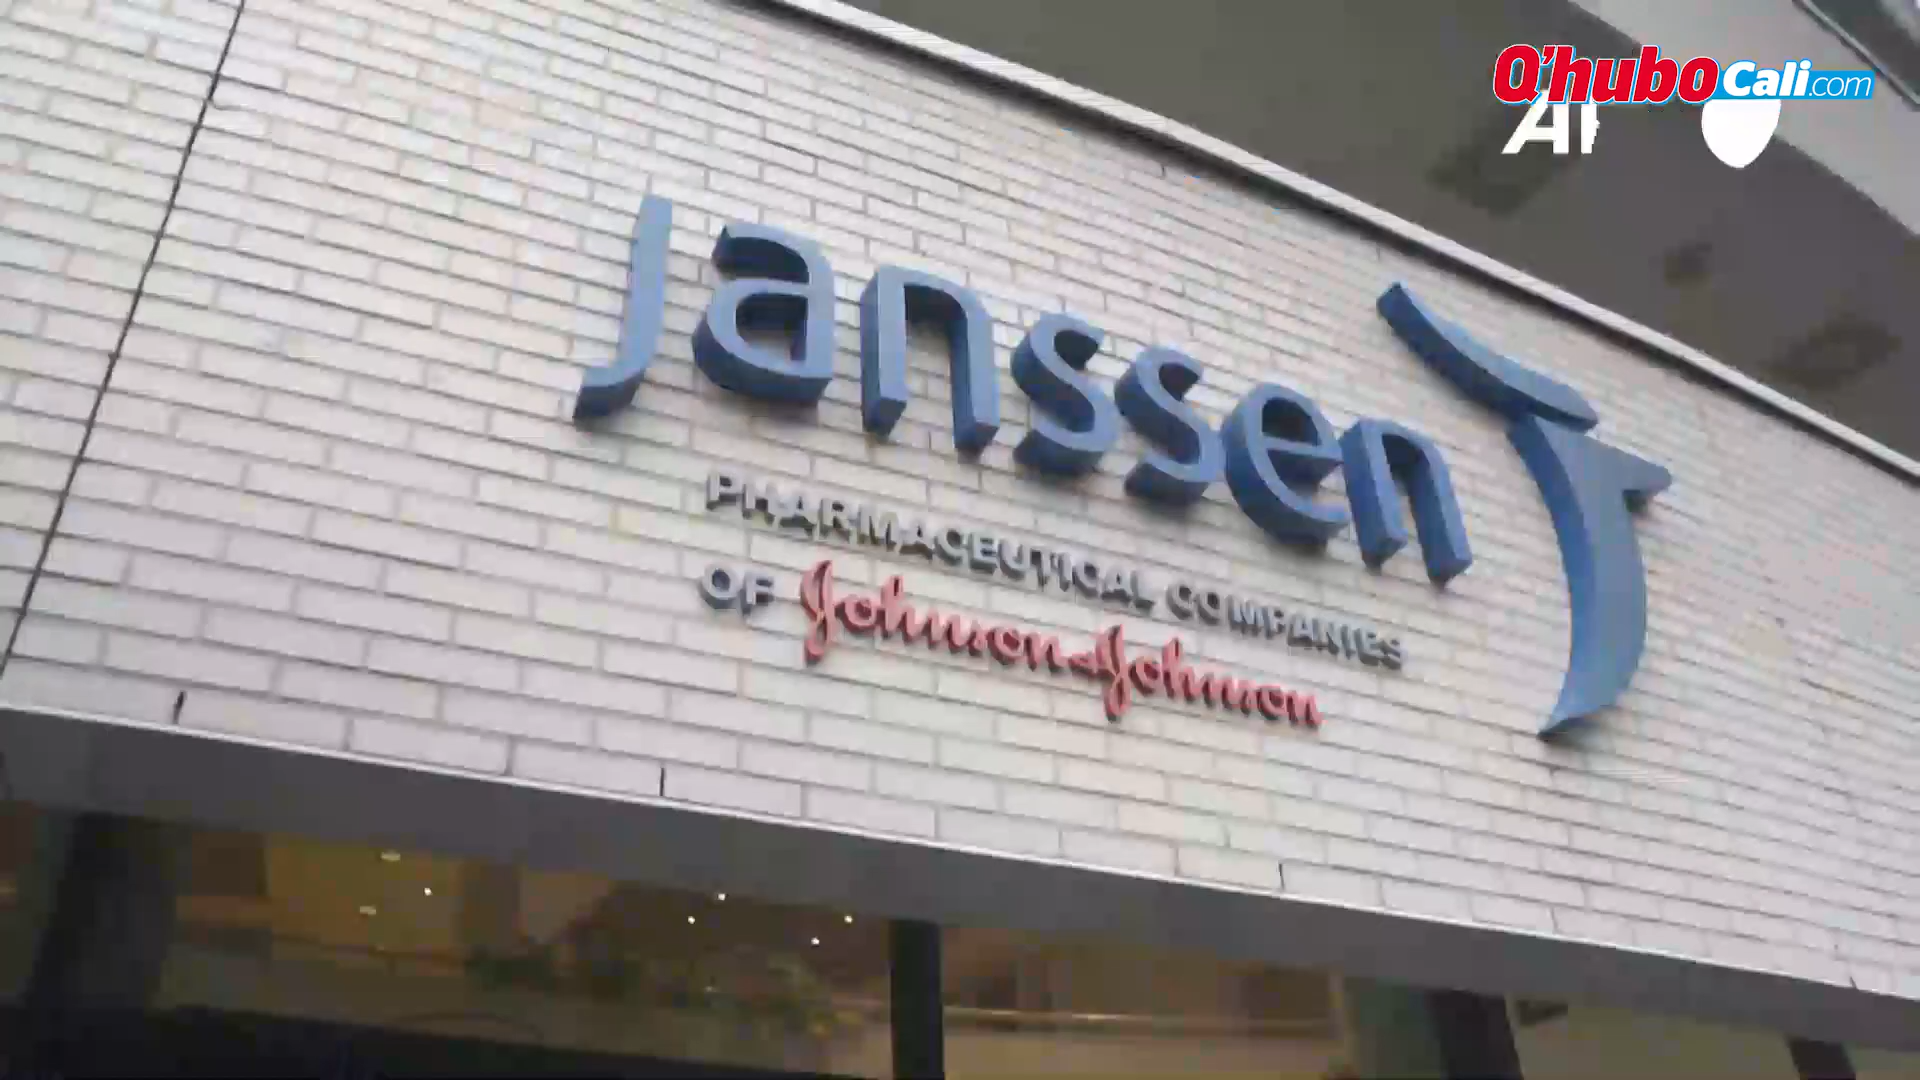 Q'hubo Cali.com
Janssen
PHARMACEUTICAL COMPANIES
OF Johnson & Johnson